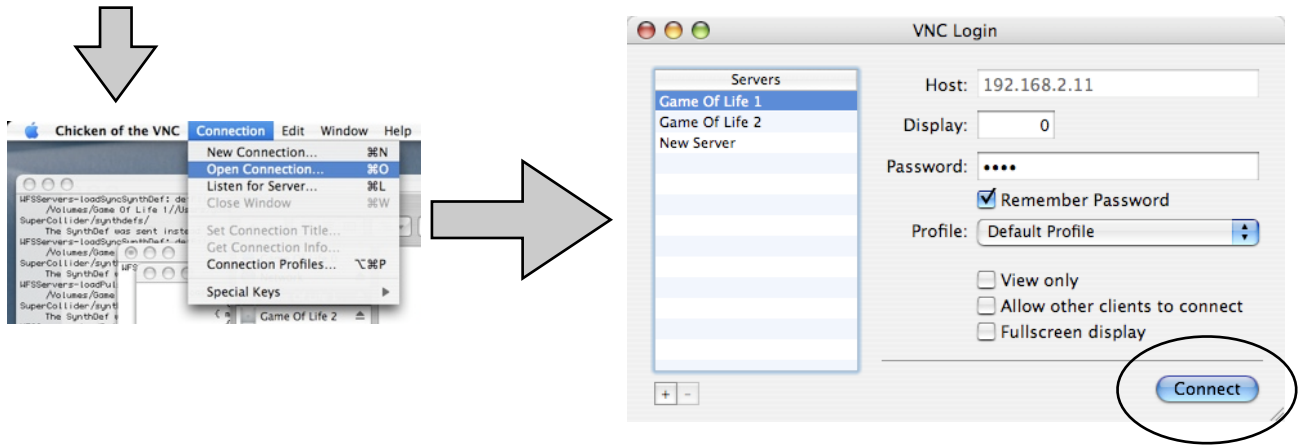 Chicken of the VNC Connection Edit Window Help
New Connection... ⌘N
Open Connection... ⌘O
Listen for Server... ⌘L
Close Window ⌘W
Set Connection Title...
Get Connection Info...
Connection Profiles... ⌥⌘P
Special Keys
WFSServers-loadSyncSynthDef: de
/Volumes/Game Of Life 1//Us
SuperCollider/synthdefs/
The SynthDef was sent inste
WFSServers-loadSyncSynthDef: de
/Volumes/Game
SuperCollider/synt
The SynthDef
WFSServers-loadPul
/Volumes/Game
SuperCollider/synt
The SynthDef
WFS
Game Of Life 2
VNC Login
Servers
Game Of Life 1
Game Of Life 2
New Server
+ -
Host: 192.168.2.11
Display: 0
Password: ••••
Remember Password
Profile: Default Profile
View only
Allow other clients to connect
Fullscreen display
Connect